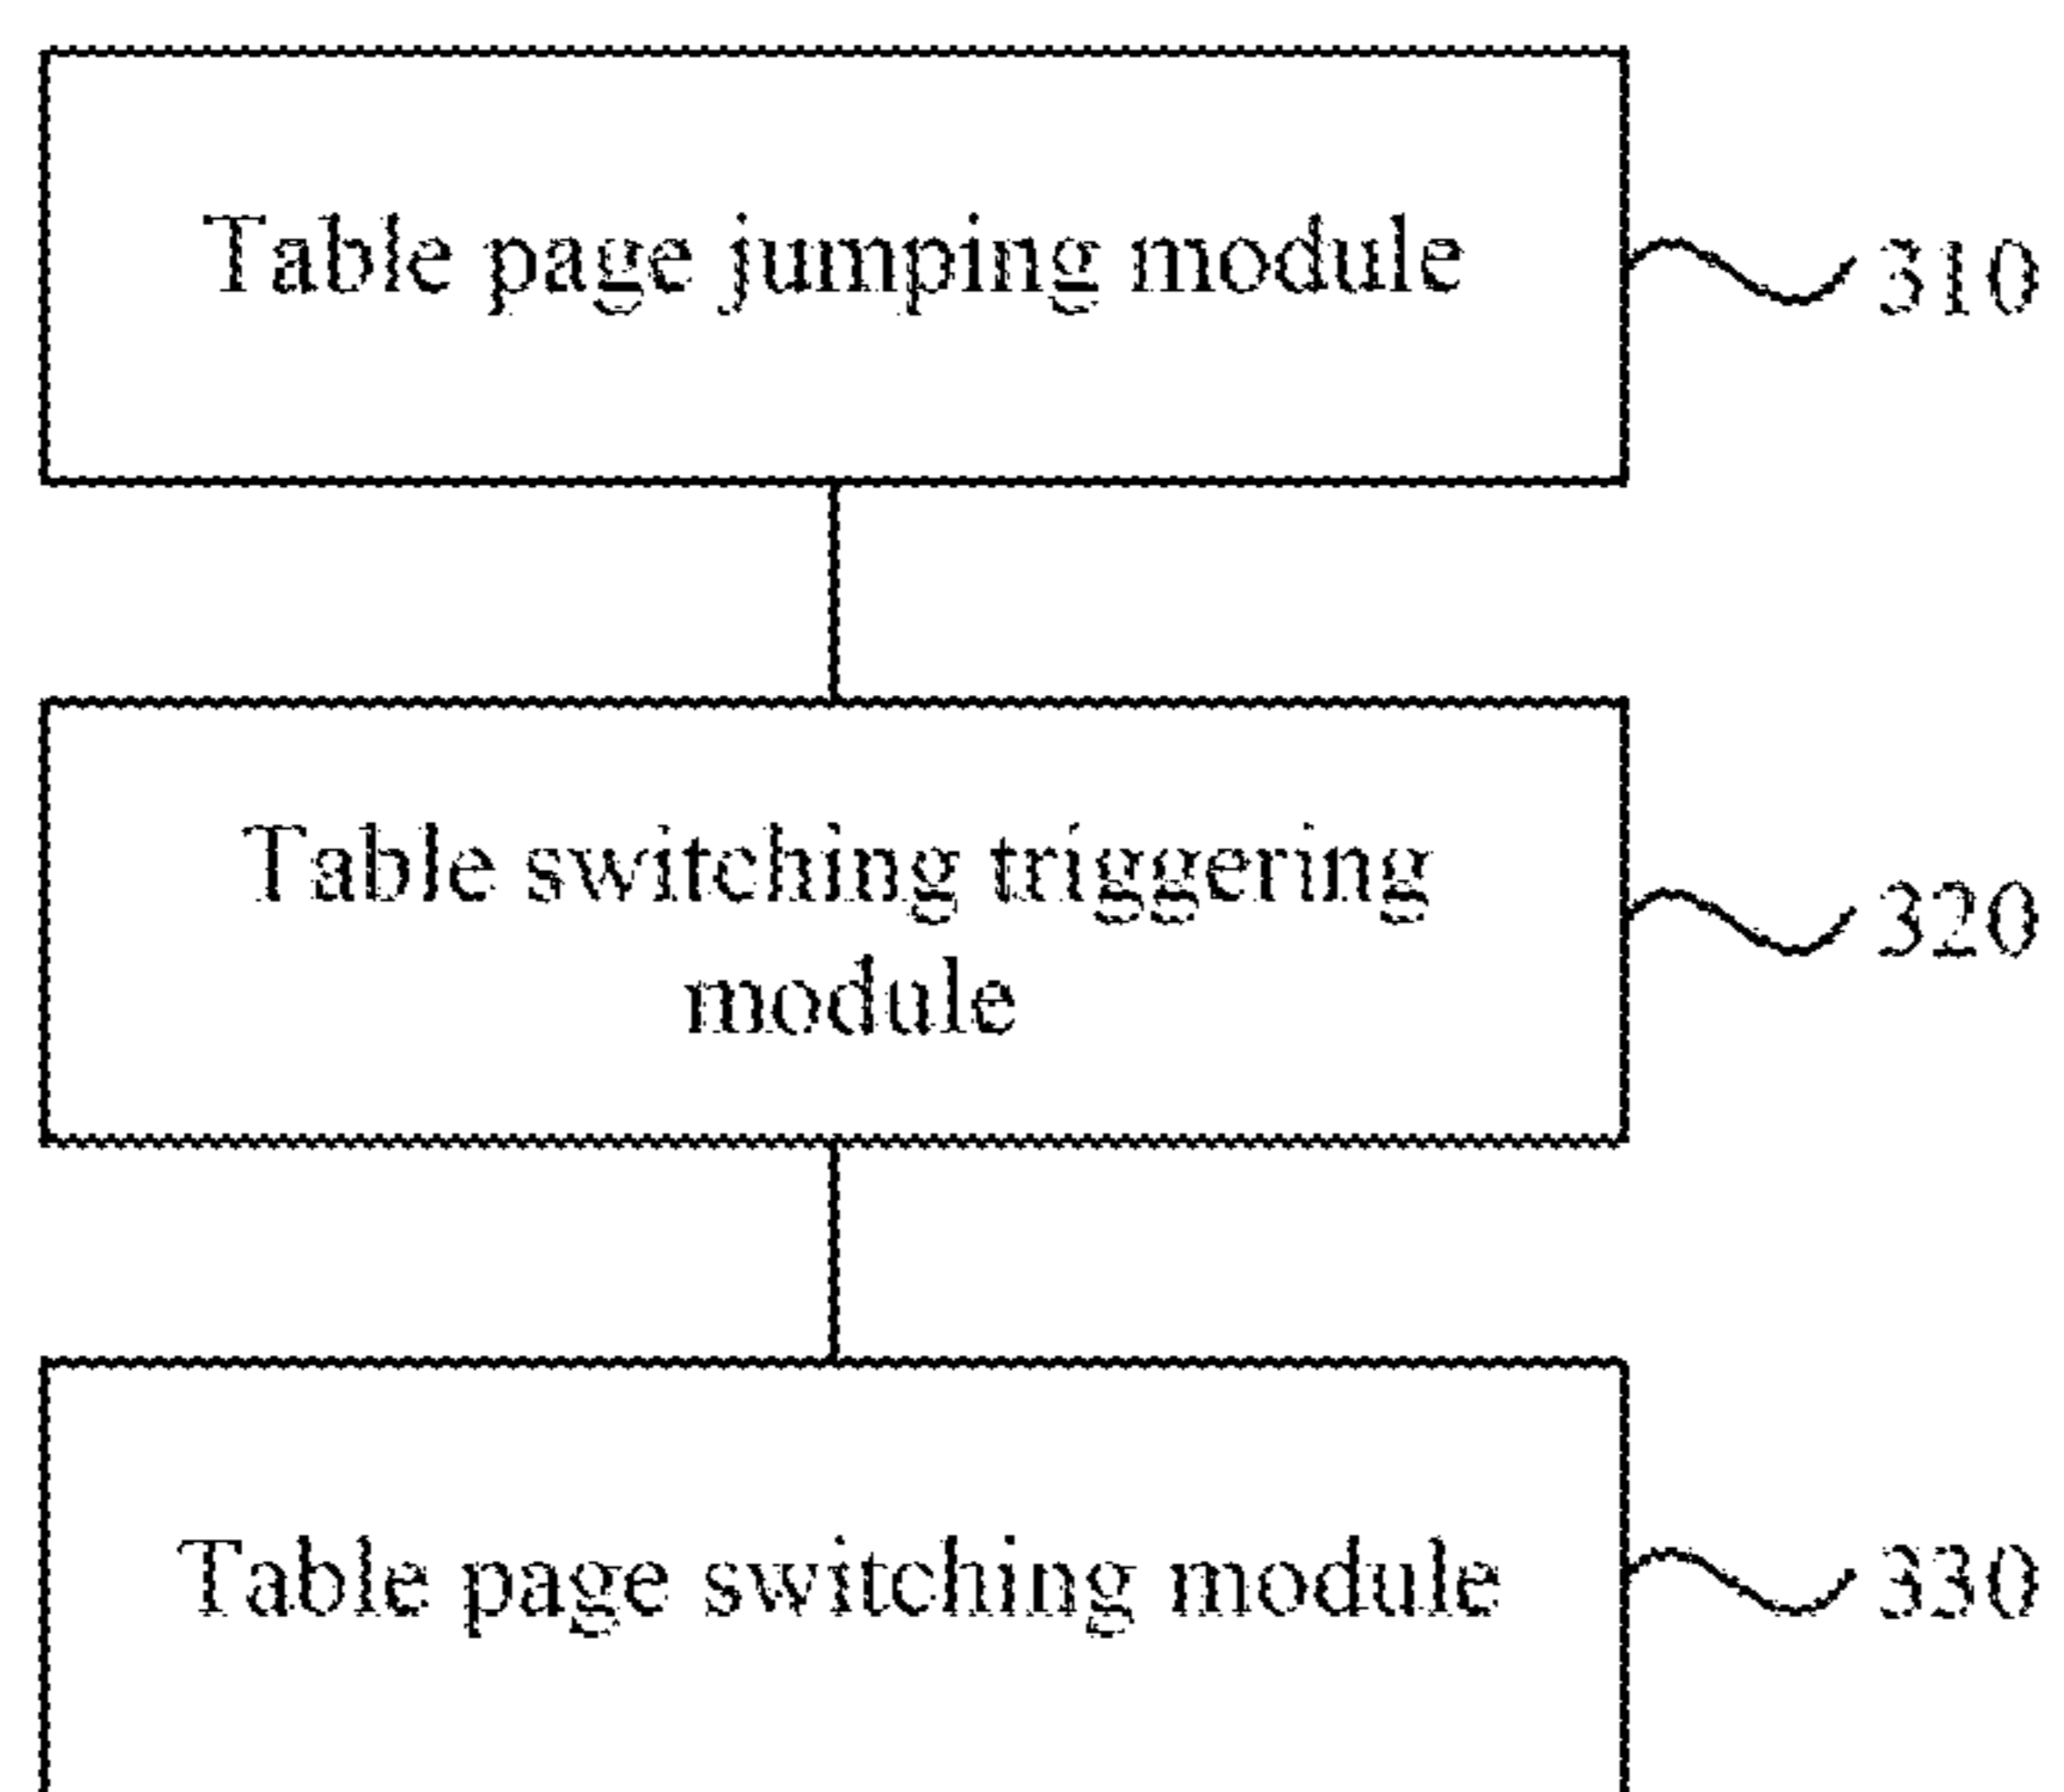 Table page jumping module
310
Table switching triggering
module
320
Table page switching module
330